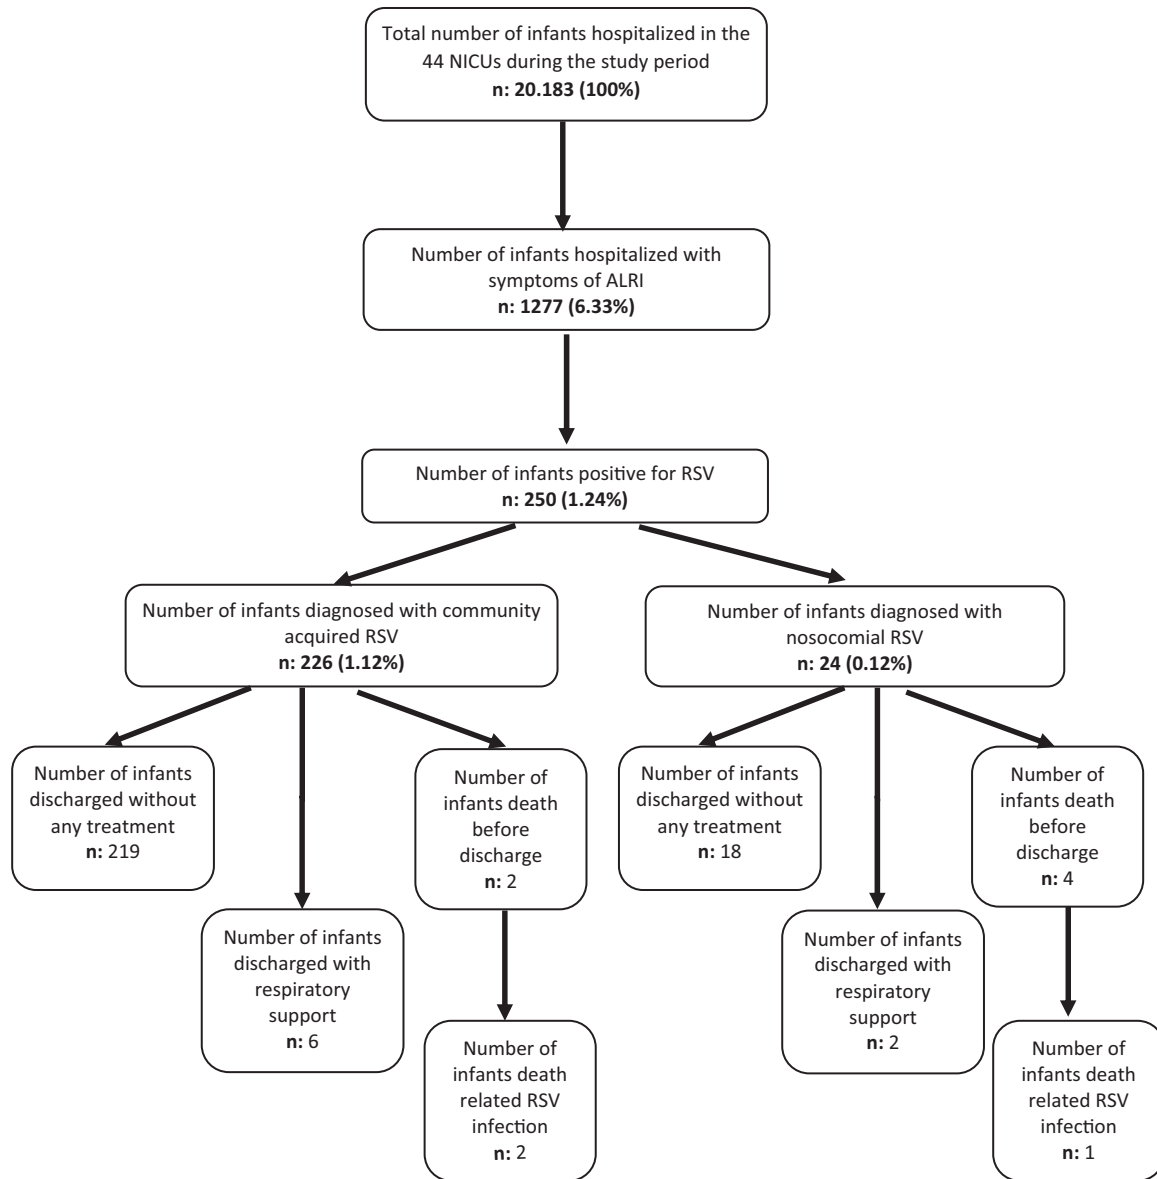 Total number of infants hospitalized in the
44 NICUs during the study period
n: 20.183 (100%)
Number of infants hospitalized with
symptoms of ALRI
n: 1277 (6.33%)
Number of infants positive for RSV
n: 250 (1.24%)
Number of infants diagnosed with community
acquired RSV
n: 226 (1.12%)
Number of infants diagnosed with
nosocomial RSV
n: 24 (0.12%)
Number of infants
discharged without
any treatment
n: 219
Number of infants
discharged with
respiratory
support
n: 6
Number of
infants death
before
discharge
n: 2
Number of
infants death
related RSV
infection
n: 2
Number of infants
discharged without
any treatment
n: 18
Number of infants
discharged with
respiratory
support
n: 2
Number of
infants death
before
discharge
n: 4
Number of
infants death
related RSV
infection
n: 1